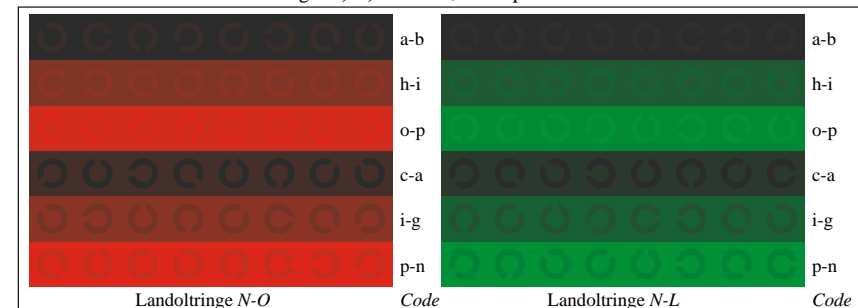 a-b a-b
h-i h-i
o-p o-p
c-a c-a
i-g i-g
p-n p-n
Landoltringe N-O Code Landoltringe N-L Code